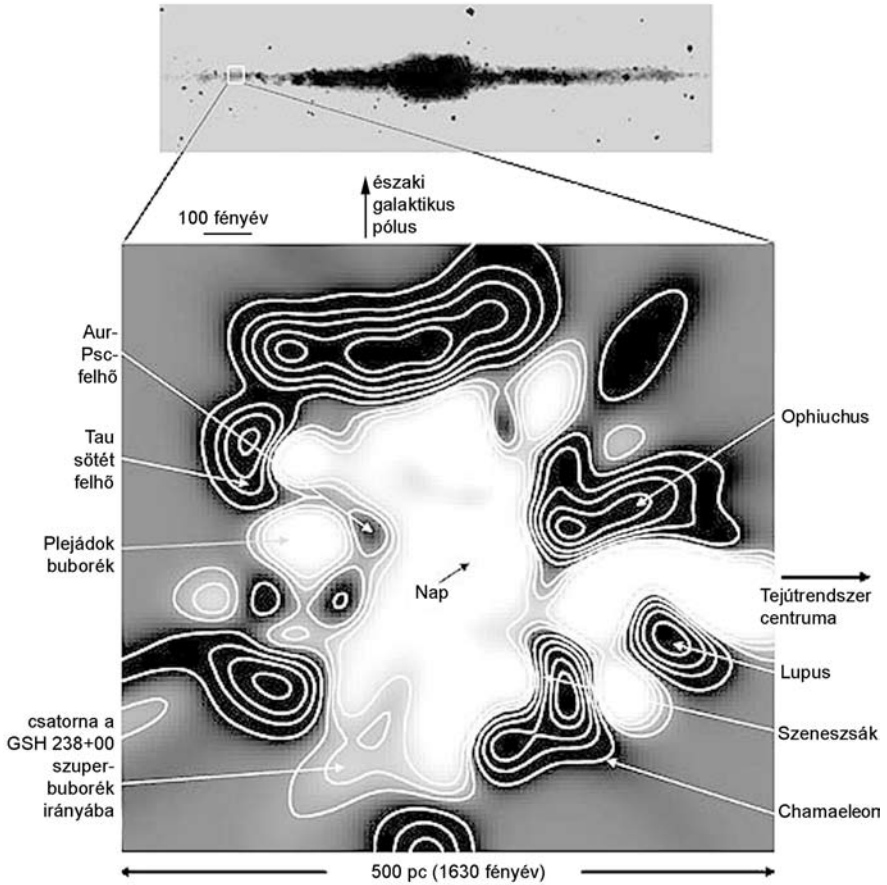 északi
galaktikus
pólus
100 fényév
Aur-
Psc-
felhő
Tau
sötét
felhő
Plejádok
buborék
csatorna a
GSH 238+00
szuper-
buborék
irányába
Nap
Ophiuchus
Tejútrendszer
centruma
Lupus
Szeneszsák
Chamaeleon
500 pc (1630 fényév)